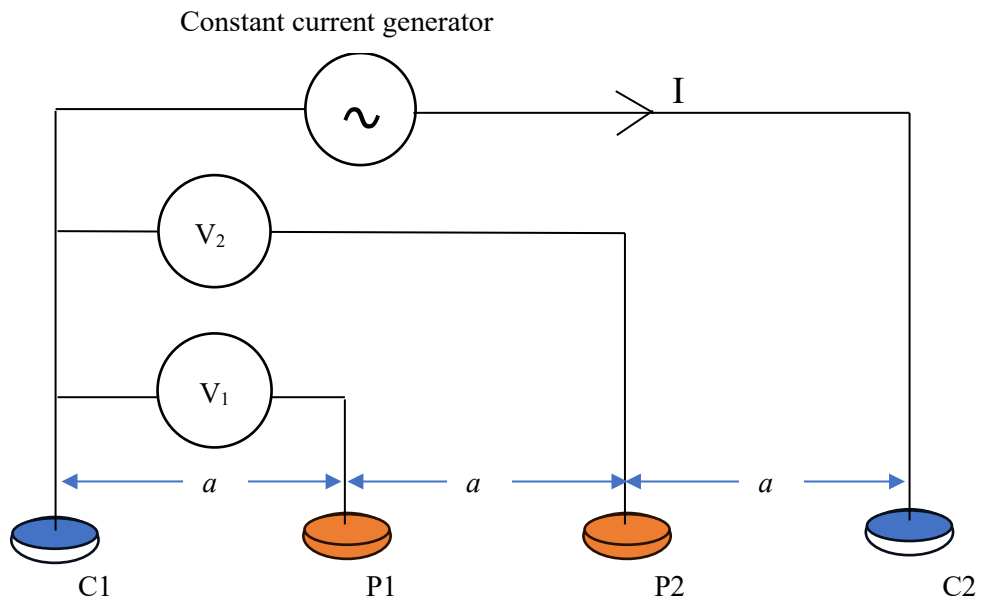 Constant current generator
I
~
V₂
V₁
a a a
C1 P1 P2 C2